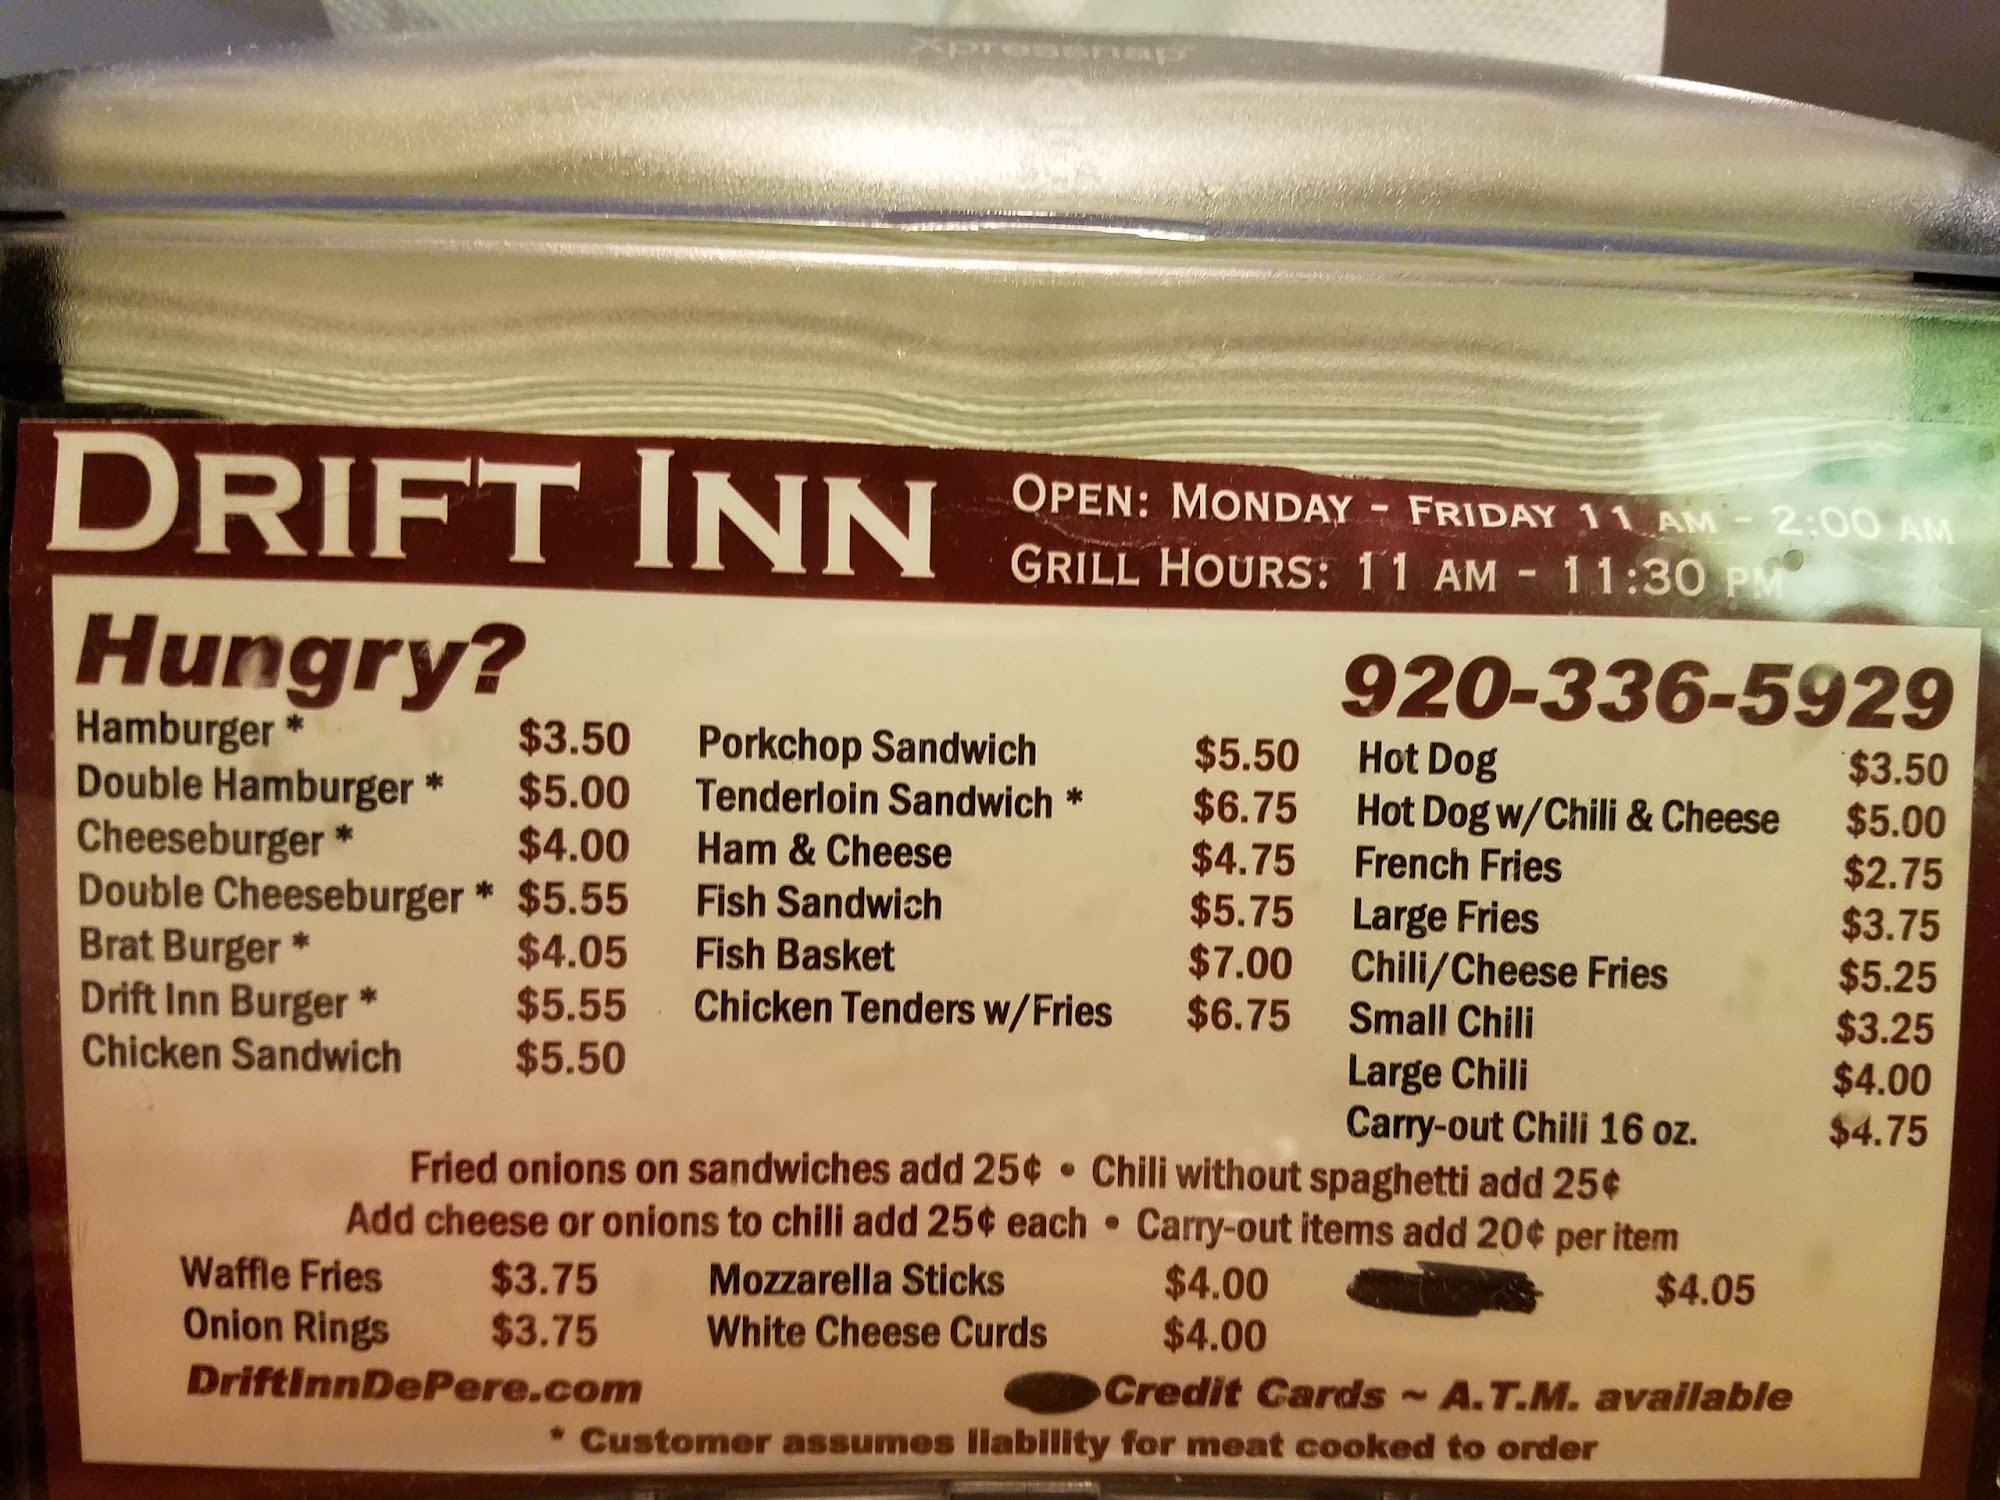 Xpressnap
DRIFT INN
OPEN: MONDAY - FRIDAY 11 AM - 2:00 AM
GRILL HOURS: 11 AM - 11:30 PM
Hungry?
920-336-5929
Hamburger * $3.50
Double Hamburger * $5.00
Cheeseburger * $4.00
Double Cheeseburger * $5.55
Brat Burger * $4.05
Drift Inn Burger * $5.55
Chicken Sandwich $5.50
Porkchop Sandwich $5.50
Tenderloin Sandwich * $6.75
Ham & Cheese $4.75
Fish Sandwich $5.75
Fish Basket $7.00
Chicken Tenders w/Fries $6.75
Hot Dog $3.50
Hot Dog w/Chili & Cheese $5.00
French Fries $2.75
Large Fries $3.75
Chili/Cheese Fries $5.25
Small Chili $3.25
Large Chili $4.00
Carry-out Chili 16 oz. $4.75
Fried onions on sandwiches add 25¢ • Chili without spaghetti add 25¢
Add cheese or onions to chili add 25¢ each • Carry-out items add 20¢ per item
Waffle Fries $3.75
Onion Rings $3.75
Mozzarella Sticks $4.00
White Cheese Curds $4.00
$4.05
DriftInnDePere.com
Credit Cards ~ A.T.M. available
* Customer assumes liability for meat cooked to order